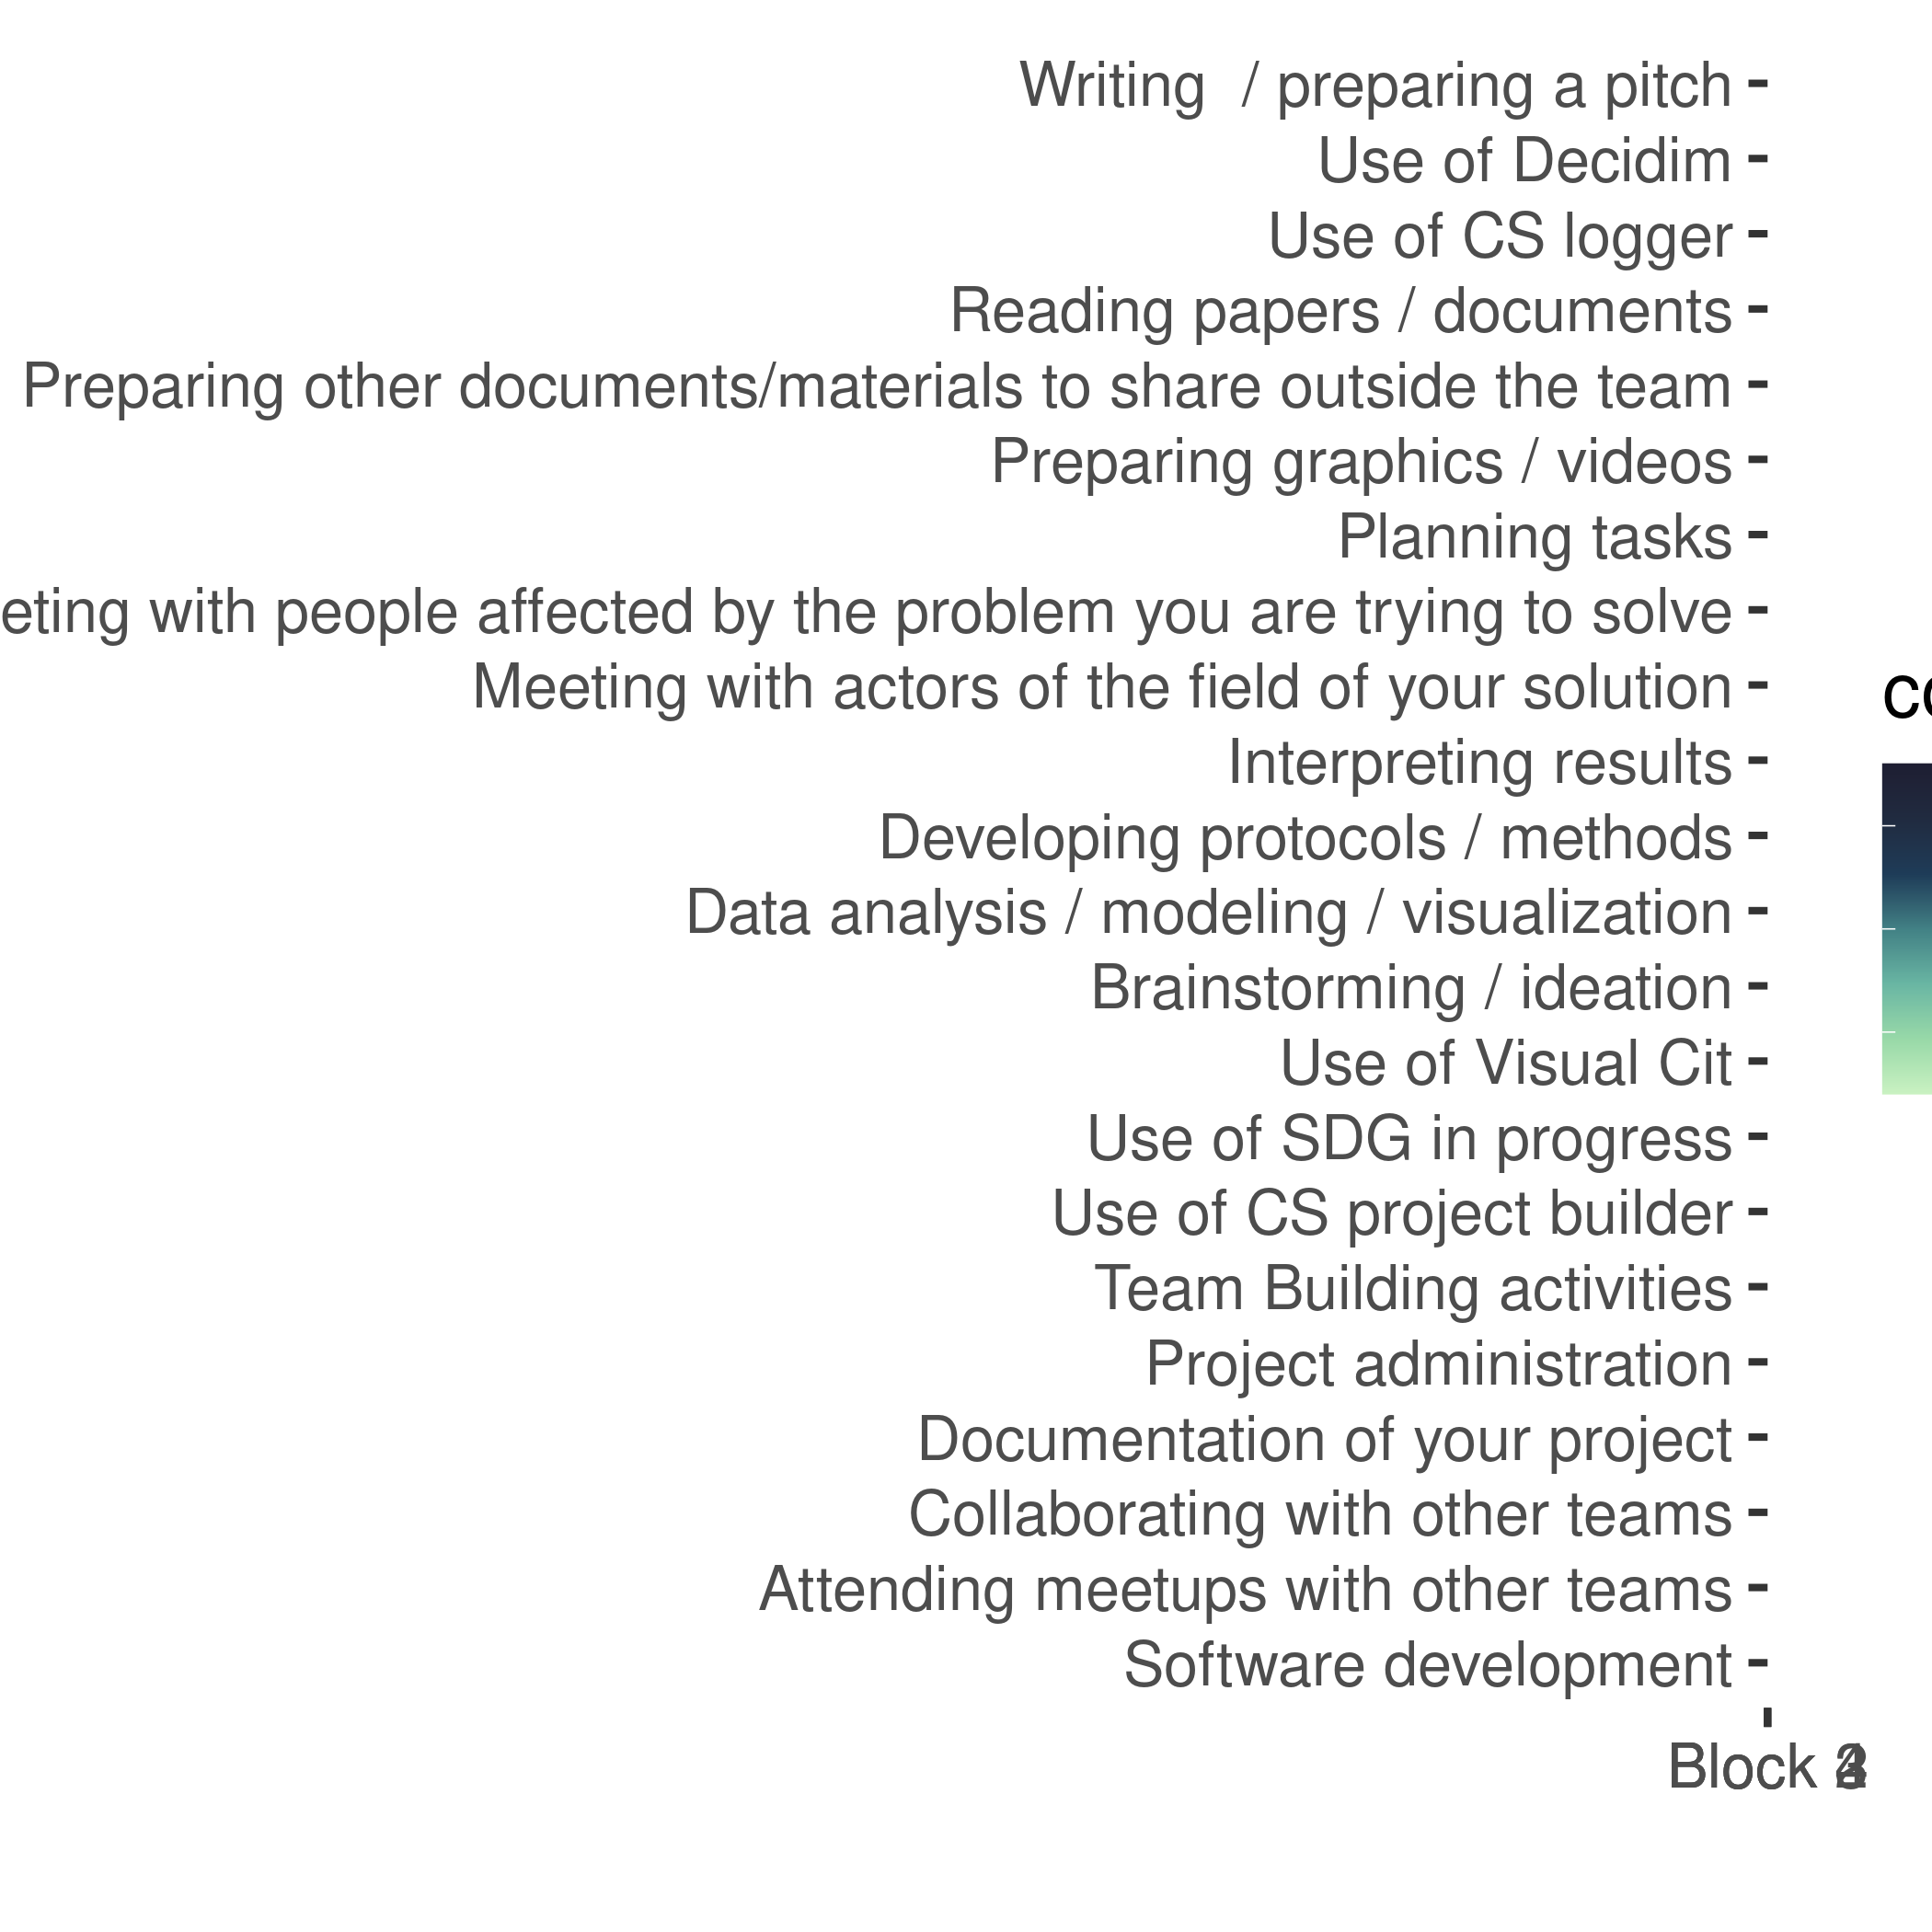 Writing  / preparing a pitch
Use of Decidim
Use of CS logger
Reading papers / documents
Preparing other documents/materials to share outside the team
Preparing graphics / videos
Planning tasks
eting with people affected by the problem you are trying to solve
Meeting with actors of the field of your solution
Interpreting results
Developing protocols / methods
Data analysis / modeling / visualization
Brainstorming / ideation
Use of Visual Cit
Use of SDG in progress
Use of CS project builder
Team Building activities
Project administration
Documentation of your project
Collaborating with other teams
Attending meetups with other teams
Software development
Block